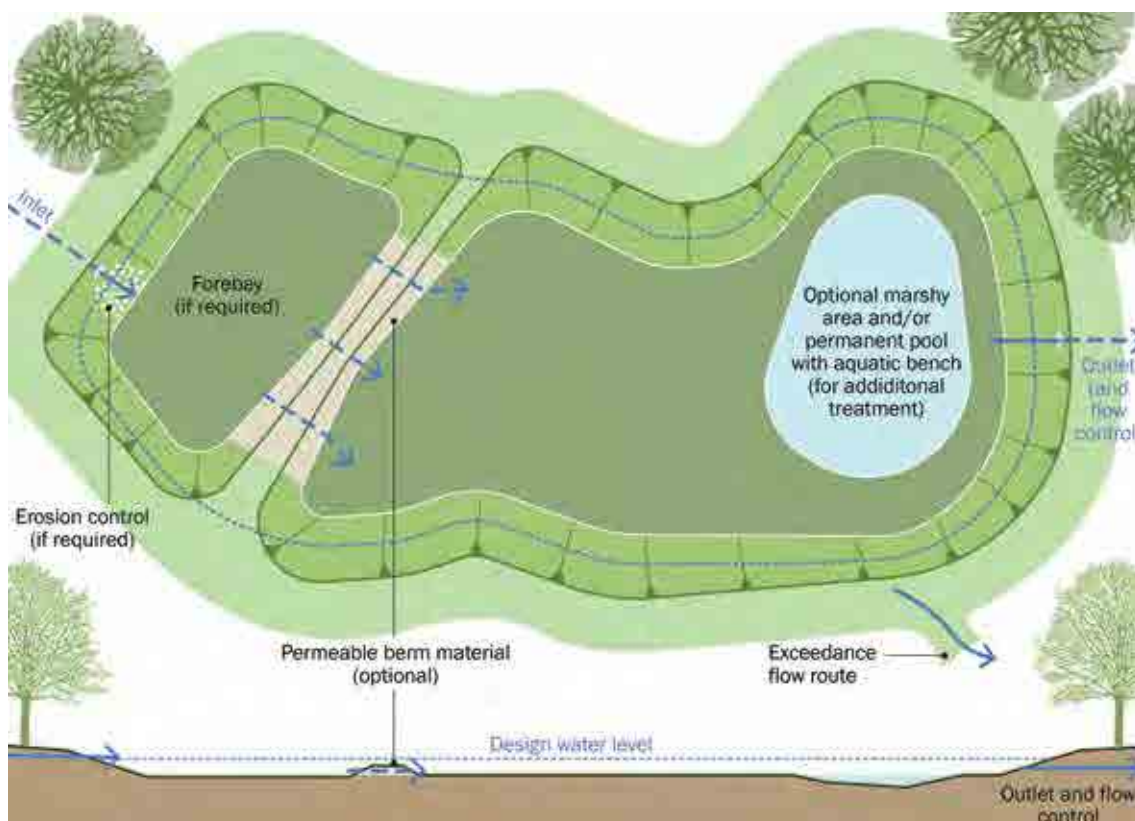 Inlet
Forebay
(if required)
Optional marshy
area and/or
permanent pool
with aquatic bench
(for addiditonal
treatment)
Outlet
(and
flow
control)
Erosion control
(if required)
Permeable berm material
(optional)
Exceedance
flow route
Design water level
Outlet and flow
control